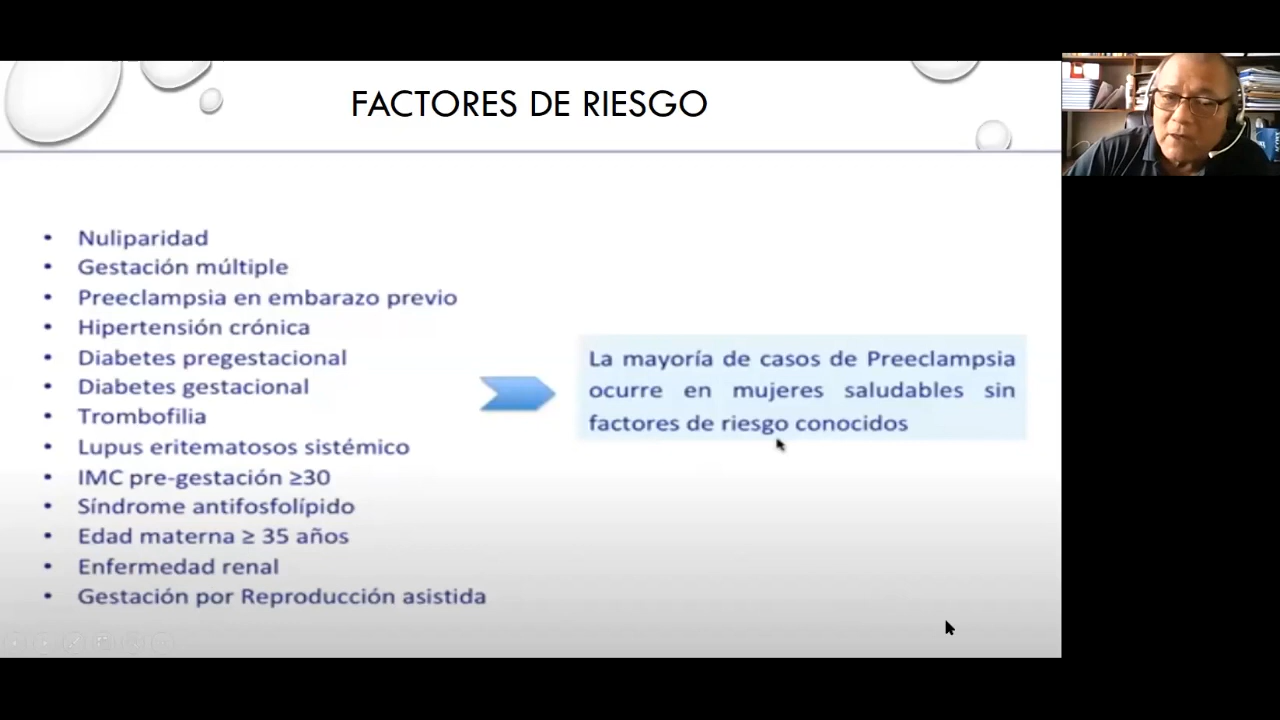 FACTORES DE RIESGO
• Nuliparidad
• Gestación múltiple
• Preeclampsia en embarazo previo
• Hipertensión crónica
• Diabetes pregestacional
• Diabetes gestacional
• Trombofilia
• Lupus eritematosos sistémico
• IMC pre-gestación ≥30
• Síndrome antifosfolípido
• Edad materna ≥ 35 años
• Enfermedad renal
• Gestación por Reproducción asistida
La mayoría de casos de Preeclampsia
ocurre en mujeres saludables sin
factores de riesgo conocidos